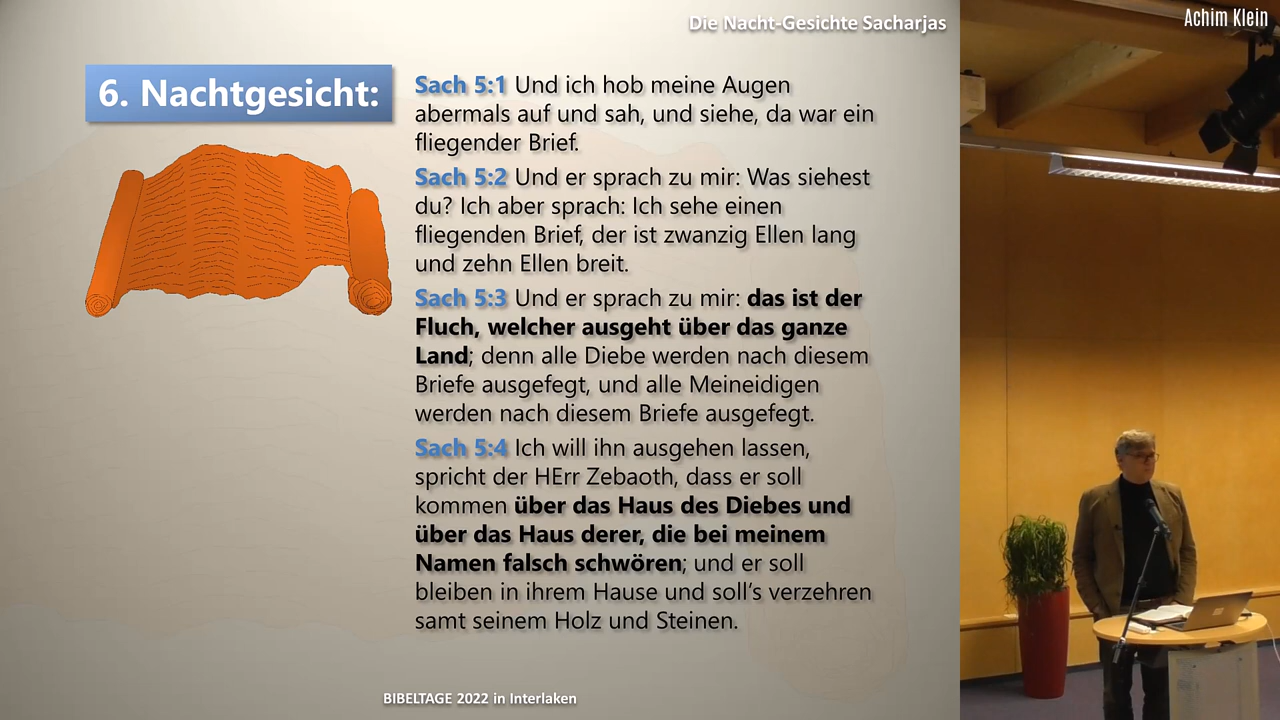 Die Nacht-Gesichte Sacharjas
Achim Klein
6. Nachtgesicht:
Sach 5:1 Und ich hob meine Augen
abermals auf und sah, und siehe, da war ein
fliegender Brief.
Sach 5:2 Und er sprach zu mir: Was siehest
du? Ich aber sprach: Ich sehe einen
fliegenden Brief, der ist zwanzig Ellen lang
und zehn Ellen breit.
Sach 5:3 Und er sprach zu mir: das ist der
Fluch, welcher ausgeht über das ganze
Land; denn alle Diebe werden nach diesem
Briefe ausgefegt, und alle Meineidigen
werden nach diesem Briefe ausgefegt.
Sach 5:4 Ich will ihn ausgehen lassen,
spricht der HErr Zebaoth, dass er soll
kommen über das Haus des Diebes und
über das Haus derer, die bei meinem
Namen falsch schwören; und er soll
bleiben in ihrem Hause und soll's verzehren
samt seinem Holz und Steinen.
BIBELTAGE 2022 in Interlaken